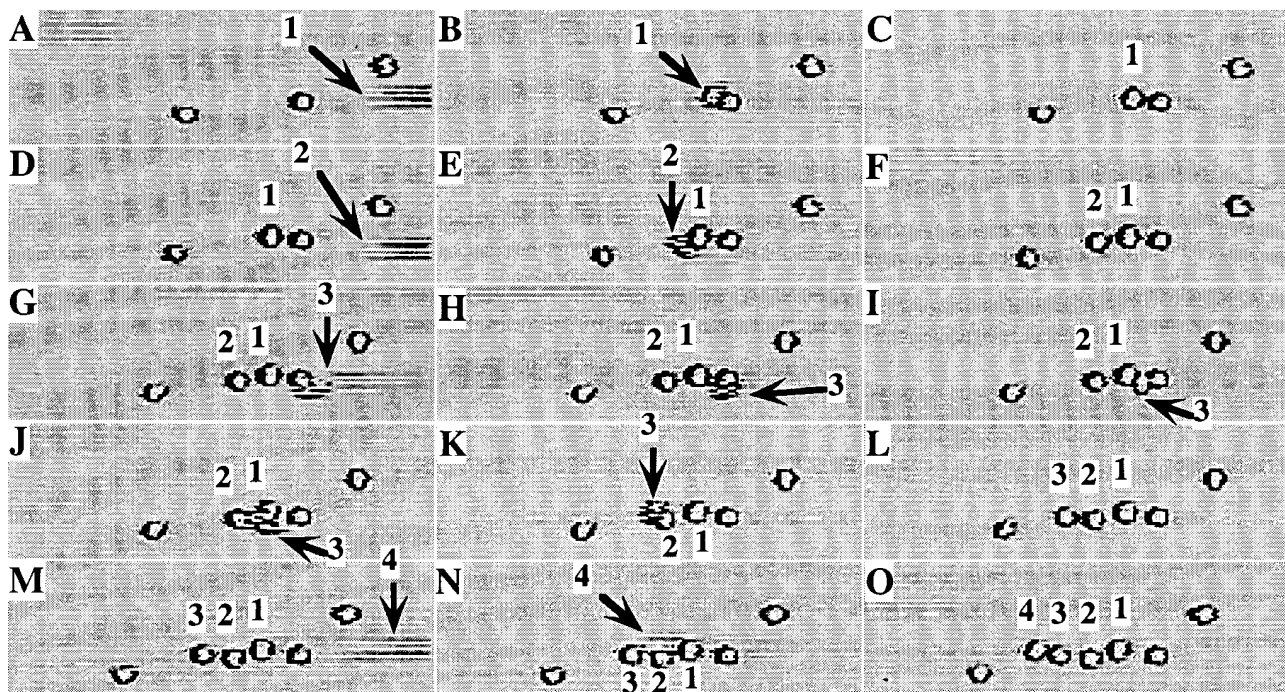 A 1
B 1
C 1
D 1 2
E 2 1
F 2 1
G 2 1 3
H 2 1 3
I 2 1 3
J 2 1 3
K 3 2 1
L 3 2 1
M 3 2 1 4
N 4 3 2 1
O 4 3 2 1